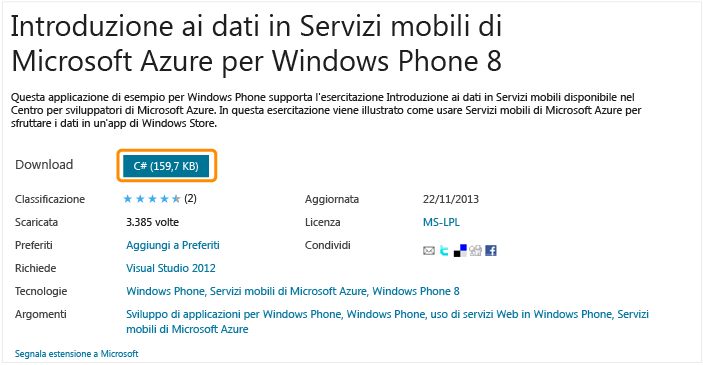 Introduzione ai dati in Servizi mobili di
Microsoft Azure per Windows Phone 8
Questa applicazione di esempio per Windows Phone supporta l'esercitazione Introduzione ai dati in Servizi mobili disponibile nel
Centro per sviluppatori di Microsoft Azure. In questa esercitazione viene illustrato come usare Servizi mobili di Microsoft Azure per
sfruttare i dati in un'app di Windows Store.
Download C# (159,7 KB)
Classificazione (2) Aggiornata 22/11/2013
Scaricata 3.385 volte Licenza MS-LPL
Preferiti Aggiungi a Preferiti Condividi
Richiede Visual Studio 2012
Tecnologie Windows Phone, Servizi mobili di Microsoft Azure, Windows Phone 8
Argomenti Sviluppo di applicazioni per Windows Phone, Windows Phone, uso di servizi Web in Windows Phone, Servizi
mobili di Microsoft Azure
Segnala estensione a Microsoft